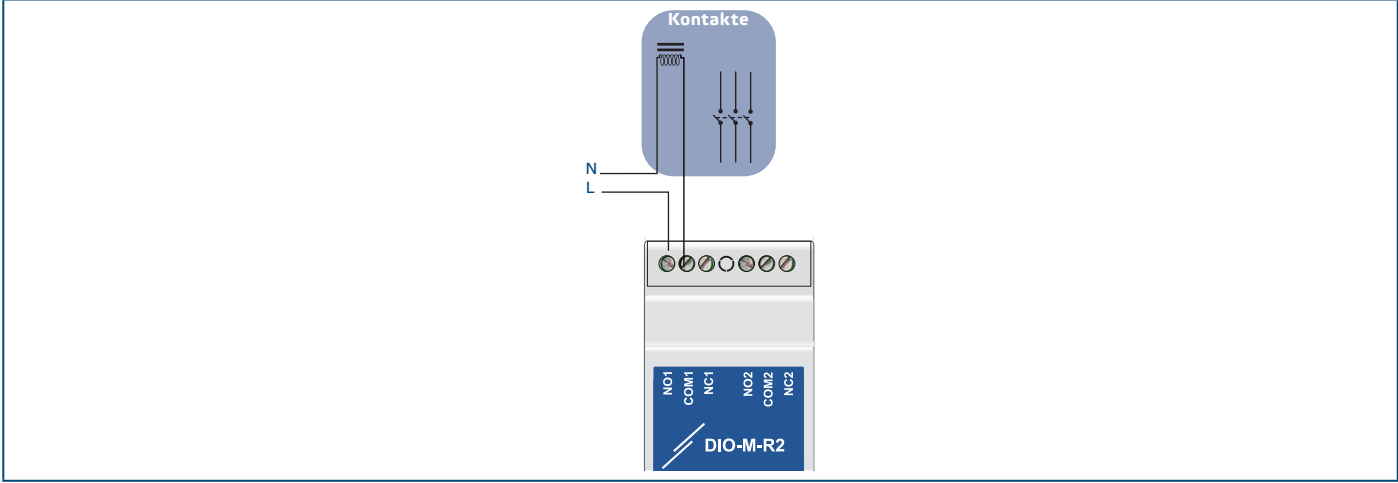 Kontakte
N
L
NO1
COM1
NC1
NO2
COM2
NC2
DIO-M-R2